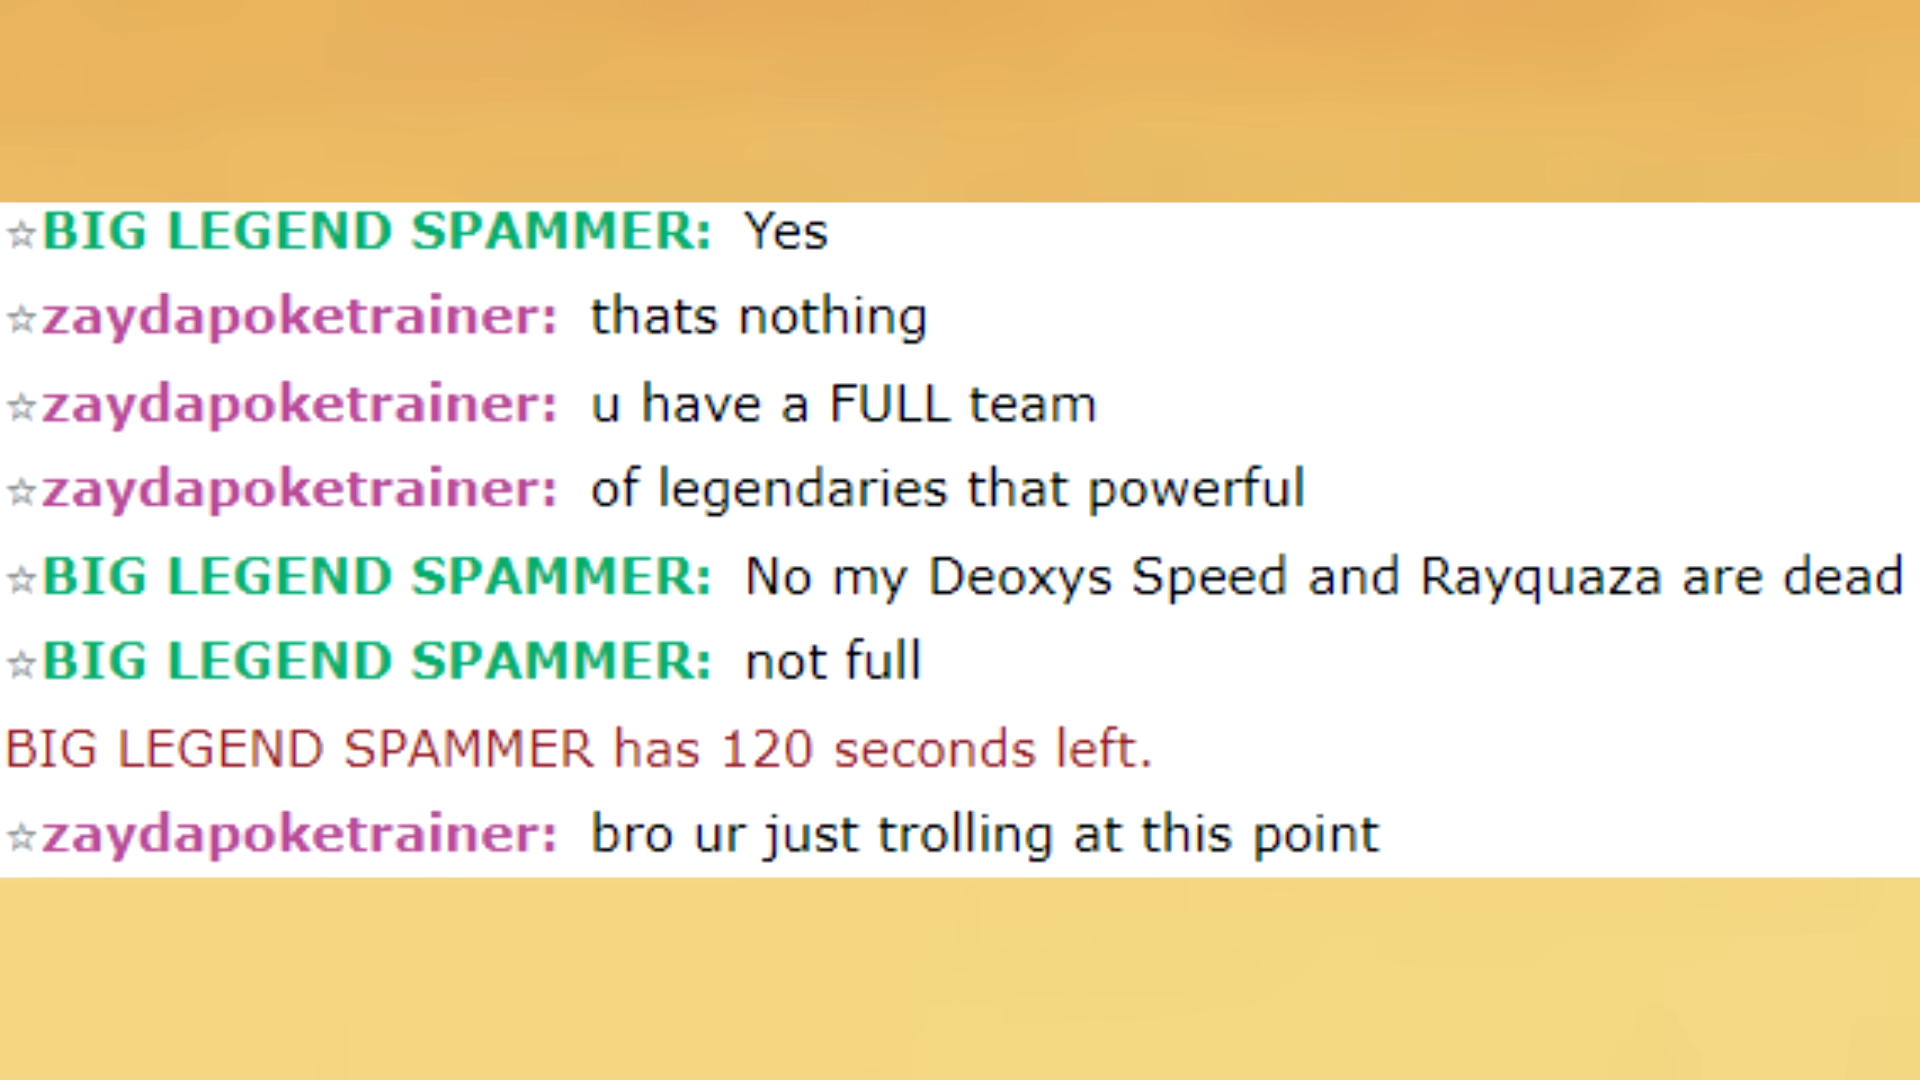 ☆BIG LEGEND SPAMMER: Yes
☆zaydapoketrainer: thats nothing
☆zaydapoketrainer: u have a FULL team
☆zaydapoketrainer: of legendaries that powerful
☆BIG LEGEND SPAMMER: No my Deoxys Speed and Rayquaza are dead
☆BIG LEGEND SPAMMER: not full
BIG LEGEND SPAMMER has 120 seconds left.
☆zaydapoketrainer: bro ur just trolling at this point